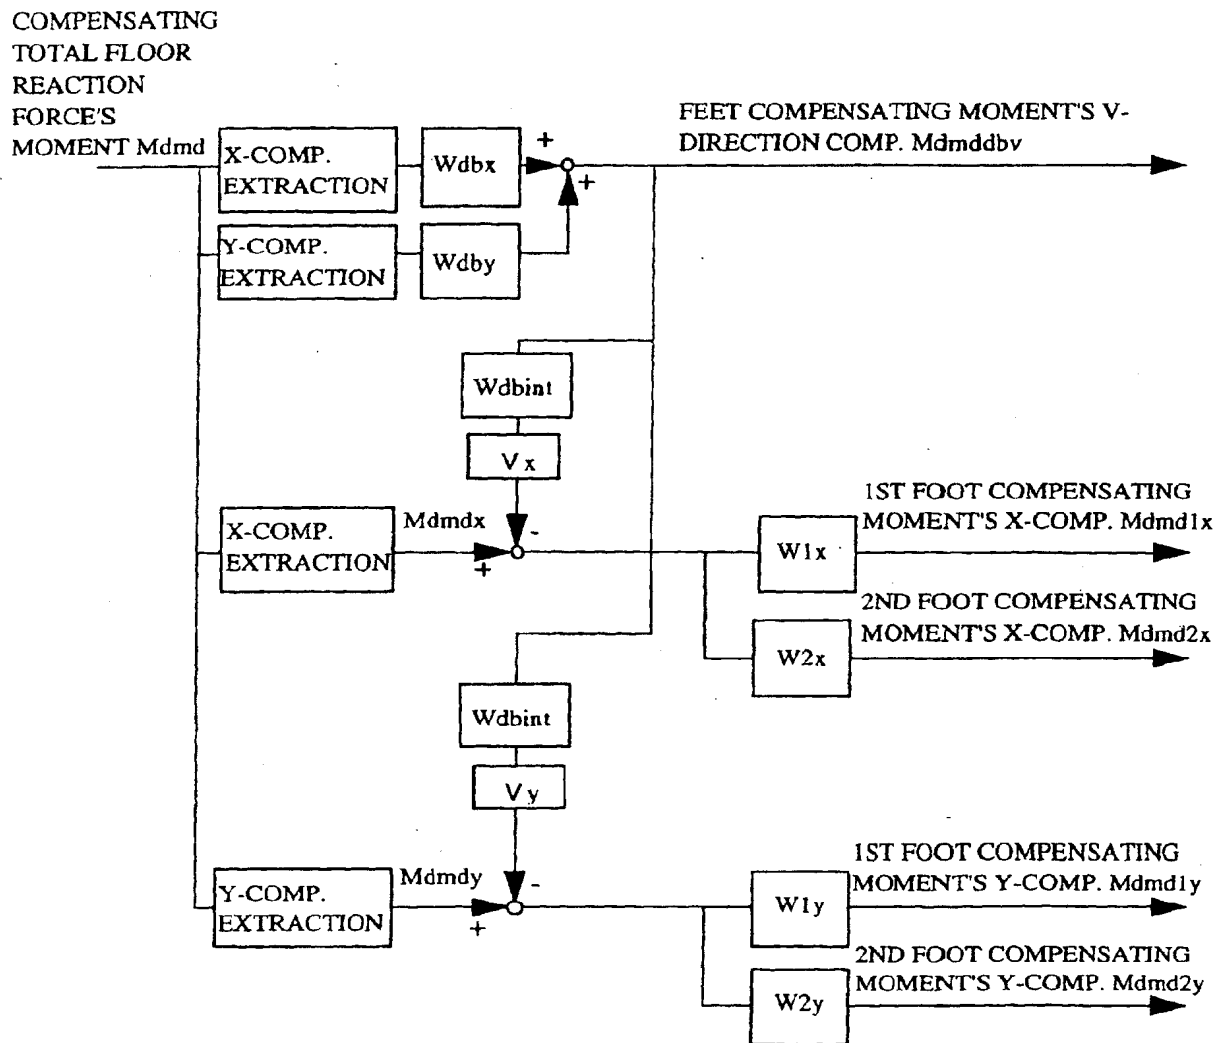 COMPENSATING
TOTAL FLOOR
REACTION
FORCE'S
MOMENT Mdmd
X-COMP.
EXTRACTION
Wdbx
+
+
FEET COMPENSATING MOMENT'S V-
DIRECTION COMP. Mdmddbv
Y-COMP.
EXTRACTION
Wdby
Wdbint
Vx
X-COMP.
EXTRACTION
Mdmdx
-
+
W1x
1ST FOOT COMPENSATING
MOMENT'S X-COMP. Mdmd1x
W2x
2ND FOOT COMPENSATING
MOMENT'S X-COMP. Mdmd2x
Wdbint
Vy
Y-COMP.
EXTRACTION
Mdmdy
-
+
W1y
1ST FOOT COMPENSATING
MOMENT'S Y-COMP. Mdmd1y
W2y
2ND FOOT COMPENSATING
MOMENT'S Y-COMP. Mdmd2y